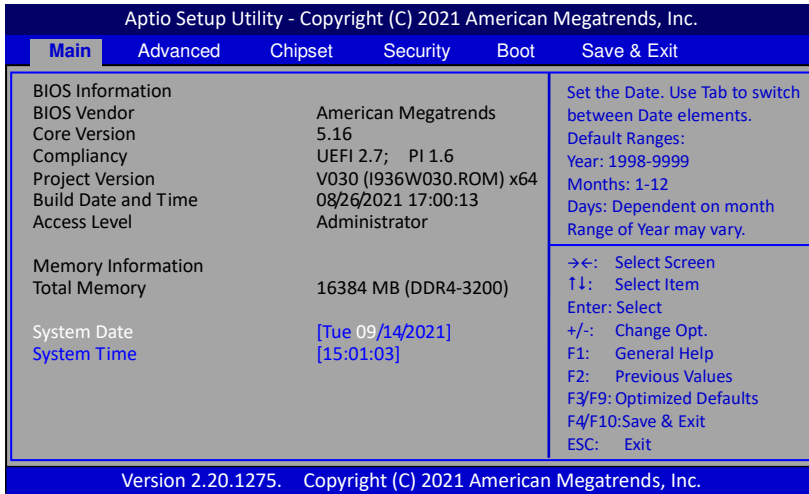 Aptio Setup Utility - Copyright (C) 2021 American Megatrends, Inc.
Main Advanced Chipset Security Boot Save & Exit
BIOS Information
BIOS Vendor American Megatrends
Core Version 5.16
Compliancy UEFI 2.7; PI 1.6
Project Version V030 (I936W030.ROM) x64
Build Date and Time 08/26/2021 17:00:13
Access Level Administrator
Memory Information
Total Memory 16384 MB (DDR4-3200)
System Date [Tue 09/14/2021]
System Time [15:01:03]
Set the Date. Use Tab to switch
between Date elements.
Default Ranges:
Year: 1998-9999
Months: 1-12
Days: Dependent on month
Range of Year may vary.
→←: Select Screen
↑↓: Select Item
Enter: Select
+/-: Change Opt.
F1: General Help
F2: Previous Values
F3/F9: Optimized Defaults
F4/F10:Save & Exit
ESC: Exit
Version 2.20.1275. Copyright (C) 2021 American Megatrends, Inc.